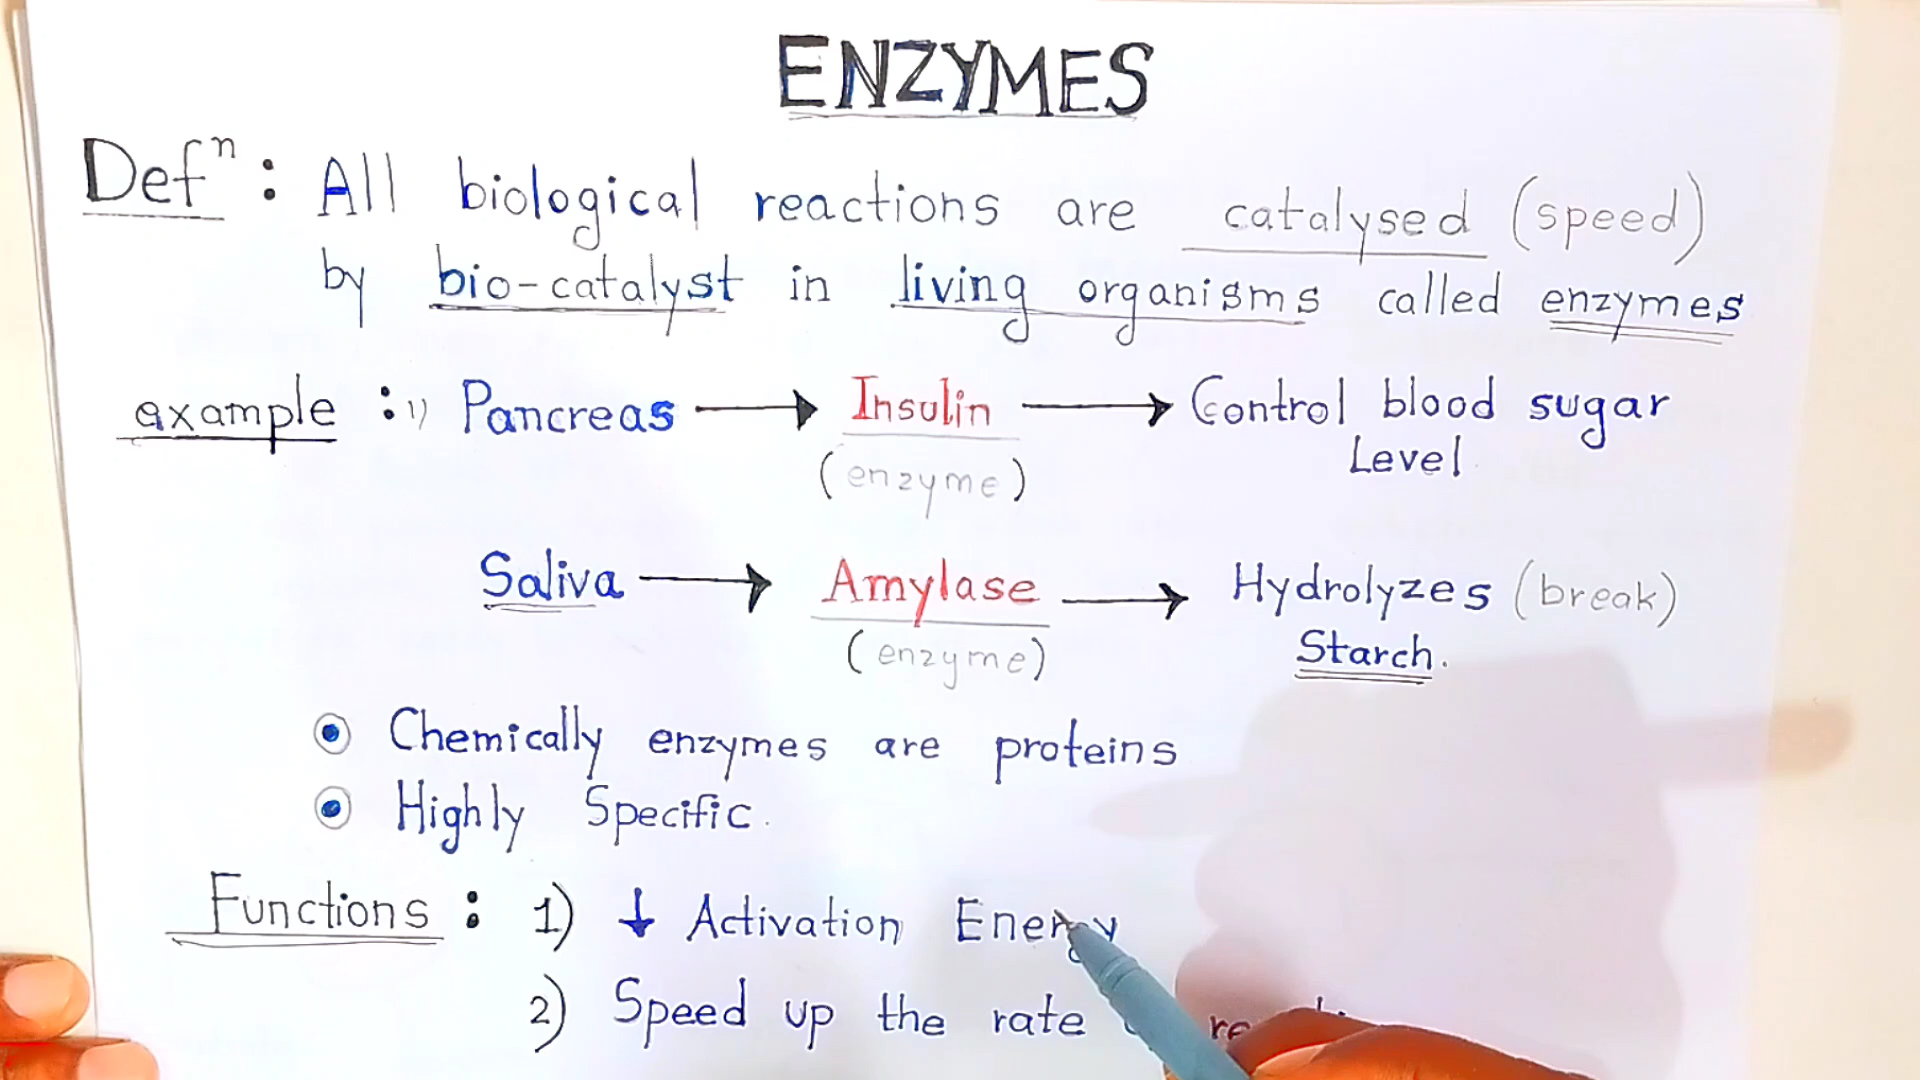 ENZYMES
Defⁿ : All biological reactions are catalysed (speed)
by bio-catalyst in living organisms called enzymes
example : 1) Pancreas → Insulin → Control blood sugar
(enzyme) Level
Saliva → Amylase → Hydrolyzes (break)
(enzyme) Starch.
Chemically enzymes are proteins
Highly Specific.
Functions : 1) ↓ Activation Energy
2) Speed up the rate